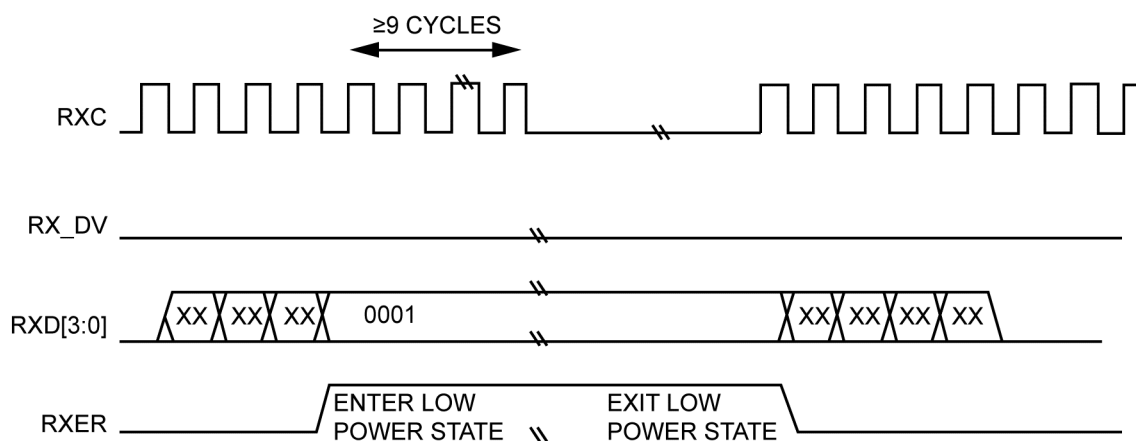 ≥9 CYCLES
RXC
RX_DV
RXD[3:0] XX XX XX 0001 XX XX XX XX
RXER
ENTER LOW
POWER STATE
EXIT LOW
POWER STATE